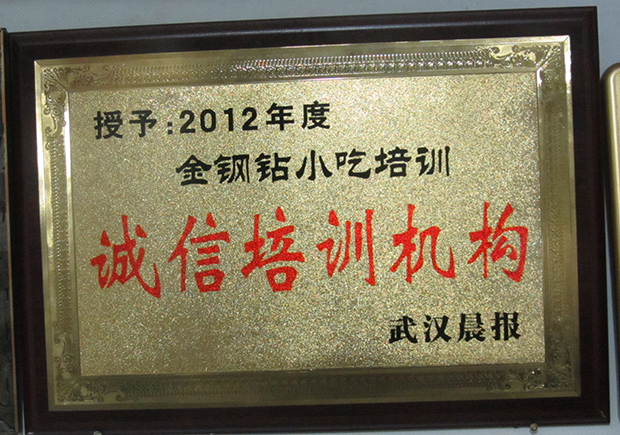 授予:2012年度
金钢钻小吃培训
诚信培训机构
武汉晨报